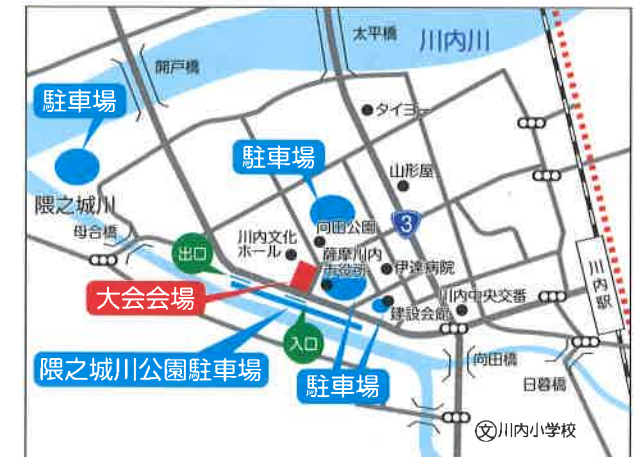 太平橋
川内川
開戸橋
駐車場
タイヨー
駐車場
山形屋
隈之城川
母合橋
3
向田公園
川内文化
ホール
出口
薩摩川内
市役所
伊達病院
川内駅
大会会場
川内中央交番
建設会館
入口
隈之城川公園駐車場
駐車場
向田橋
日暮橋
文川内小学校